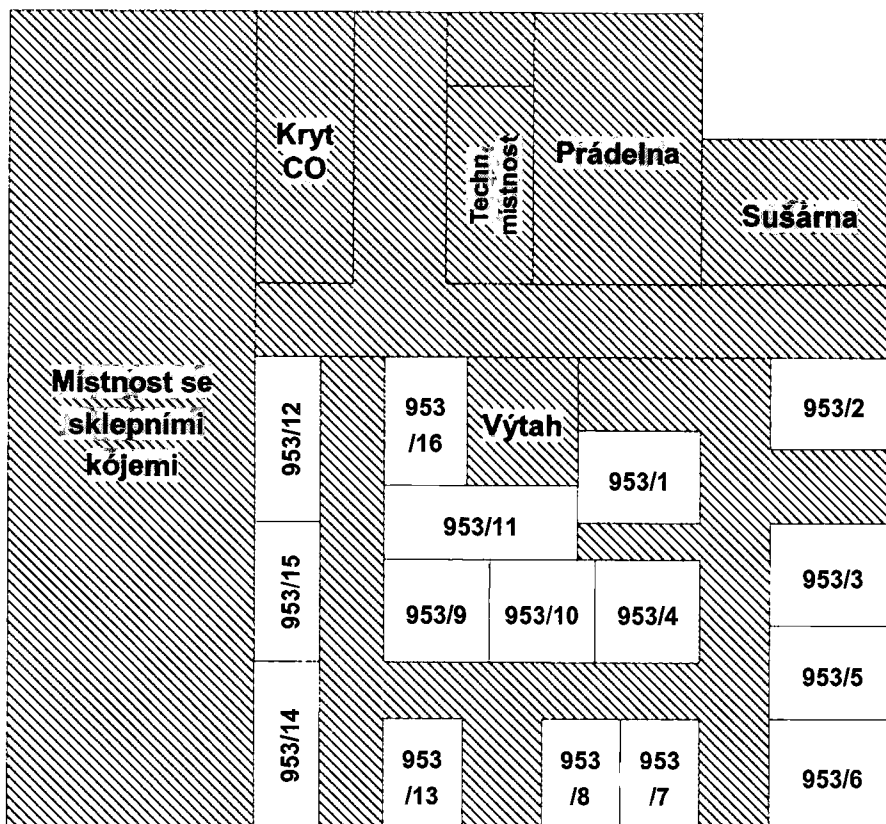 Kryt
CO
Techn.
místnost
Prádelna
Sušárna
Místnost se
sklepními
kójemi
953/12
953
/16
Výtah
953/2
953/1
953/11
953/15
953/3
953/9
953/10
953/4
953/5
953/14
953
/13
953
/8
953
/7
953/6